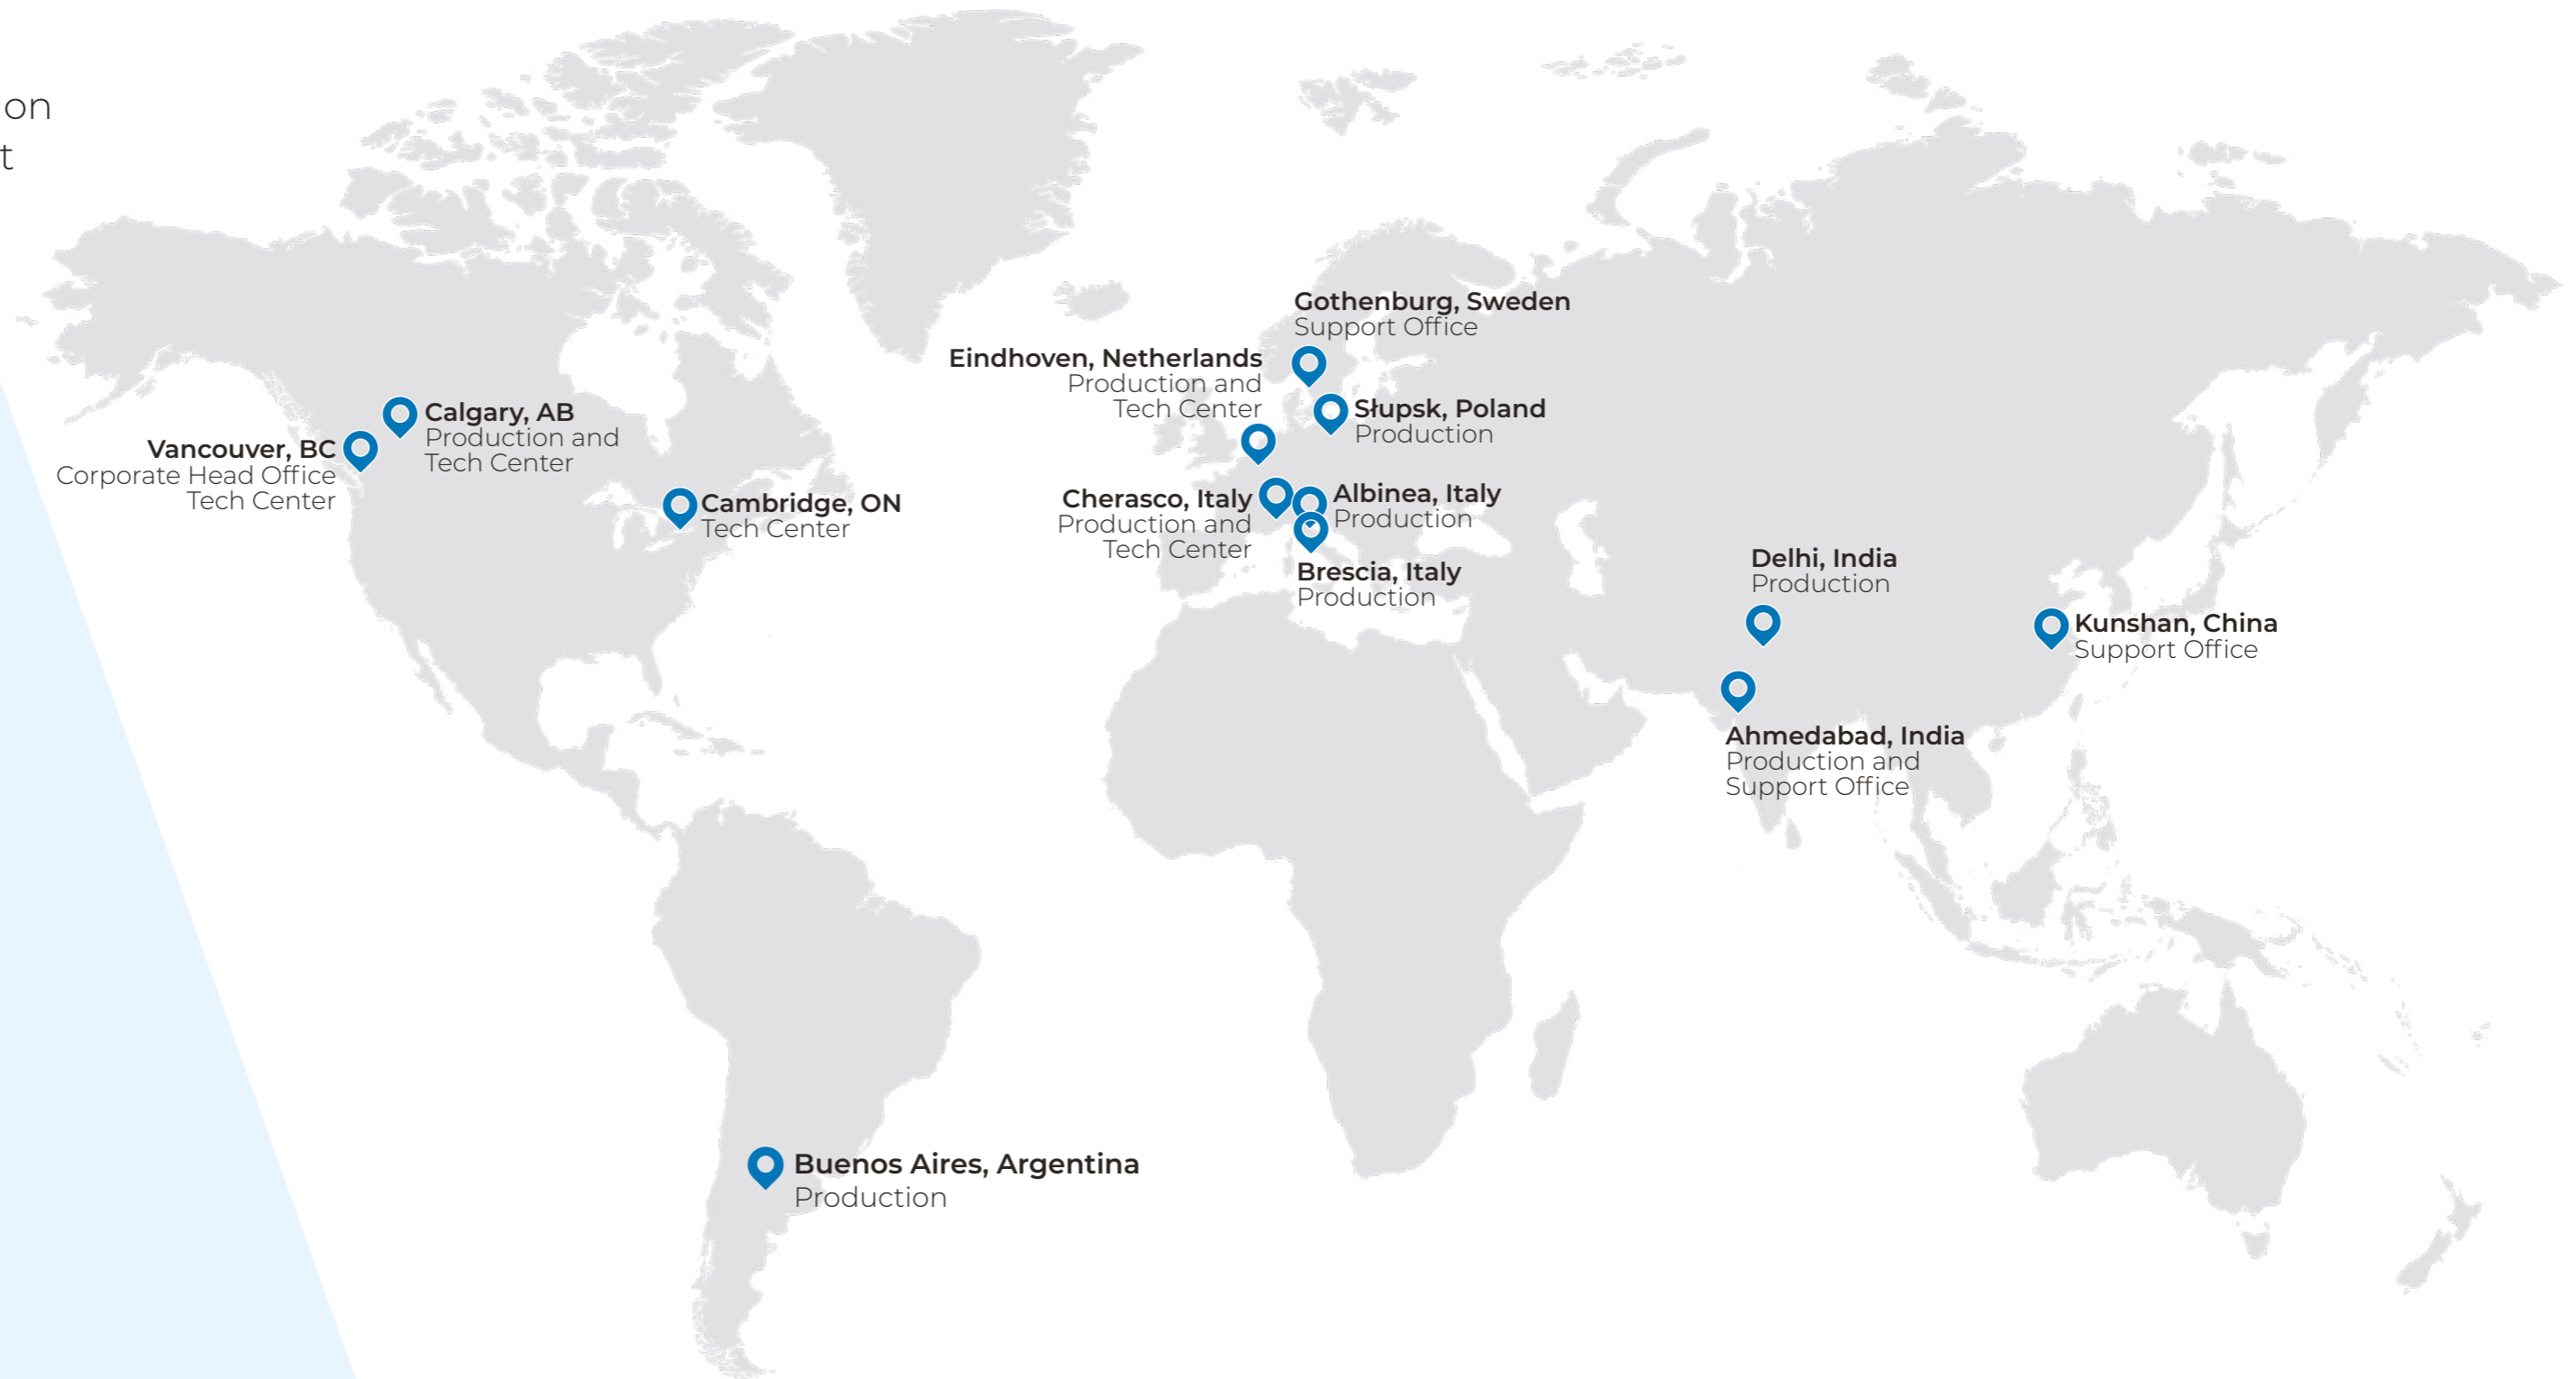 on
t
Gothenburg, Sweden
Support Office
Eindhoven, Netherlands
Production and
Tech Center
Słupsk, Poland
Production
Calgary, AB
Production and
Tech Center
Vancouver, BC
Corporate Head Office
Tech Center
Cambridge, ON
Tech Center
Cherasco, Italy
Production and
Tech Center
Albinea, Italy
Production
Brescia, Italy
Production
Delhi, India
Production
Kunshan, China
Support Office
Ahmedabad, India
Production and
Support Office
Buenos Aires, Argentina
Production